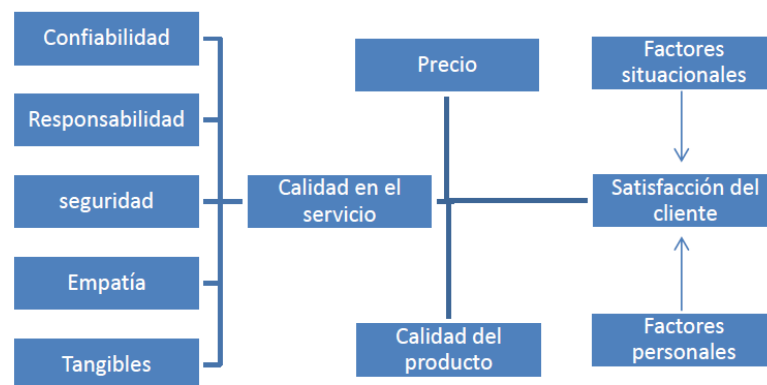 Confiabilidad
Responsabilidad
seguridad
Empatía
Tangibles
Calidad en el
servicio
Precio
Calidad del
producto
Factores
situacionales
Satisfacción del
cliente
Factores
personales